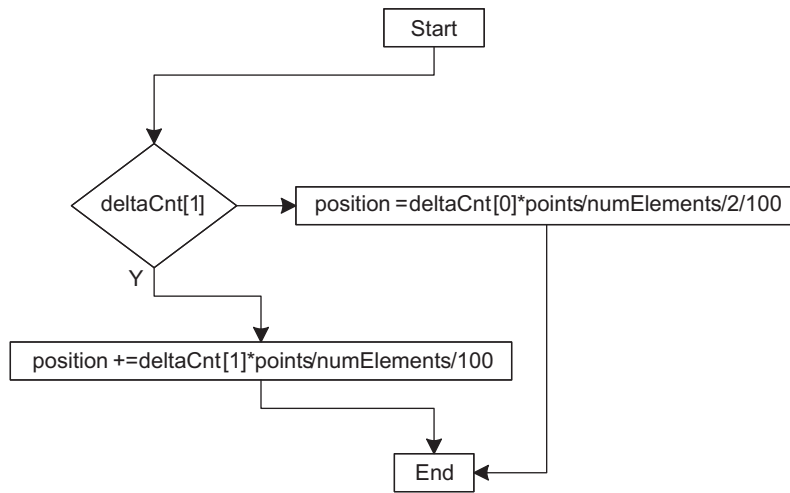 Start
deltaCnt[1]
position =deltaCnt[0]*points/numElements/2/100
Y
position +=deltaCnt[1]*points/numElements/100
End